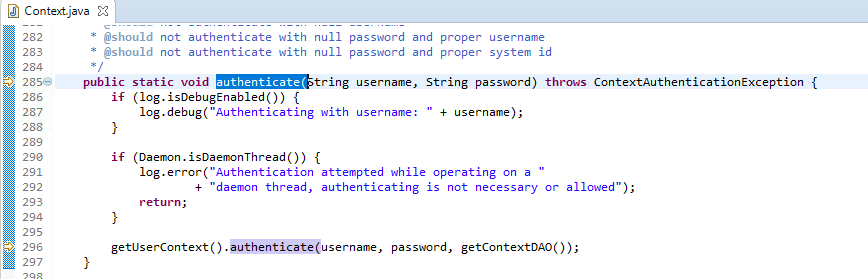 Context.java
281 * @should not authenticate with null username
282 * @should not authenticate with null password and proper username
283 * @should not authenticate with null password and proper system id
284 */
285 public static void authenticate(String username, String password) throws ContextAuthenticationException {
286 if (log.isDebugEnabled()) {
287 log.debug("Authenticating with username: " + username);
288 }
289
290 if (Daemon.isDaemonThread()) {
291 log.error("Authentication attempted while operating on a "
292 + "daemon thread, authenticating is not necessary or allowed");
293 return;
294 }
295
296 getUserContext().authenticate(username, password, getContextDAO());
297 }
298